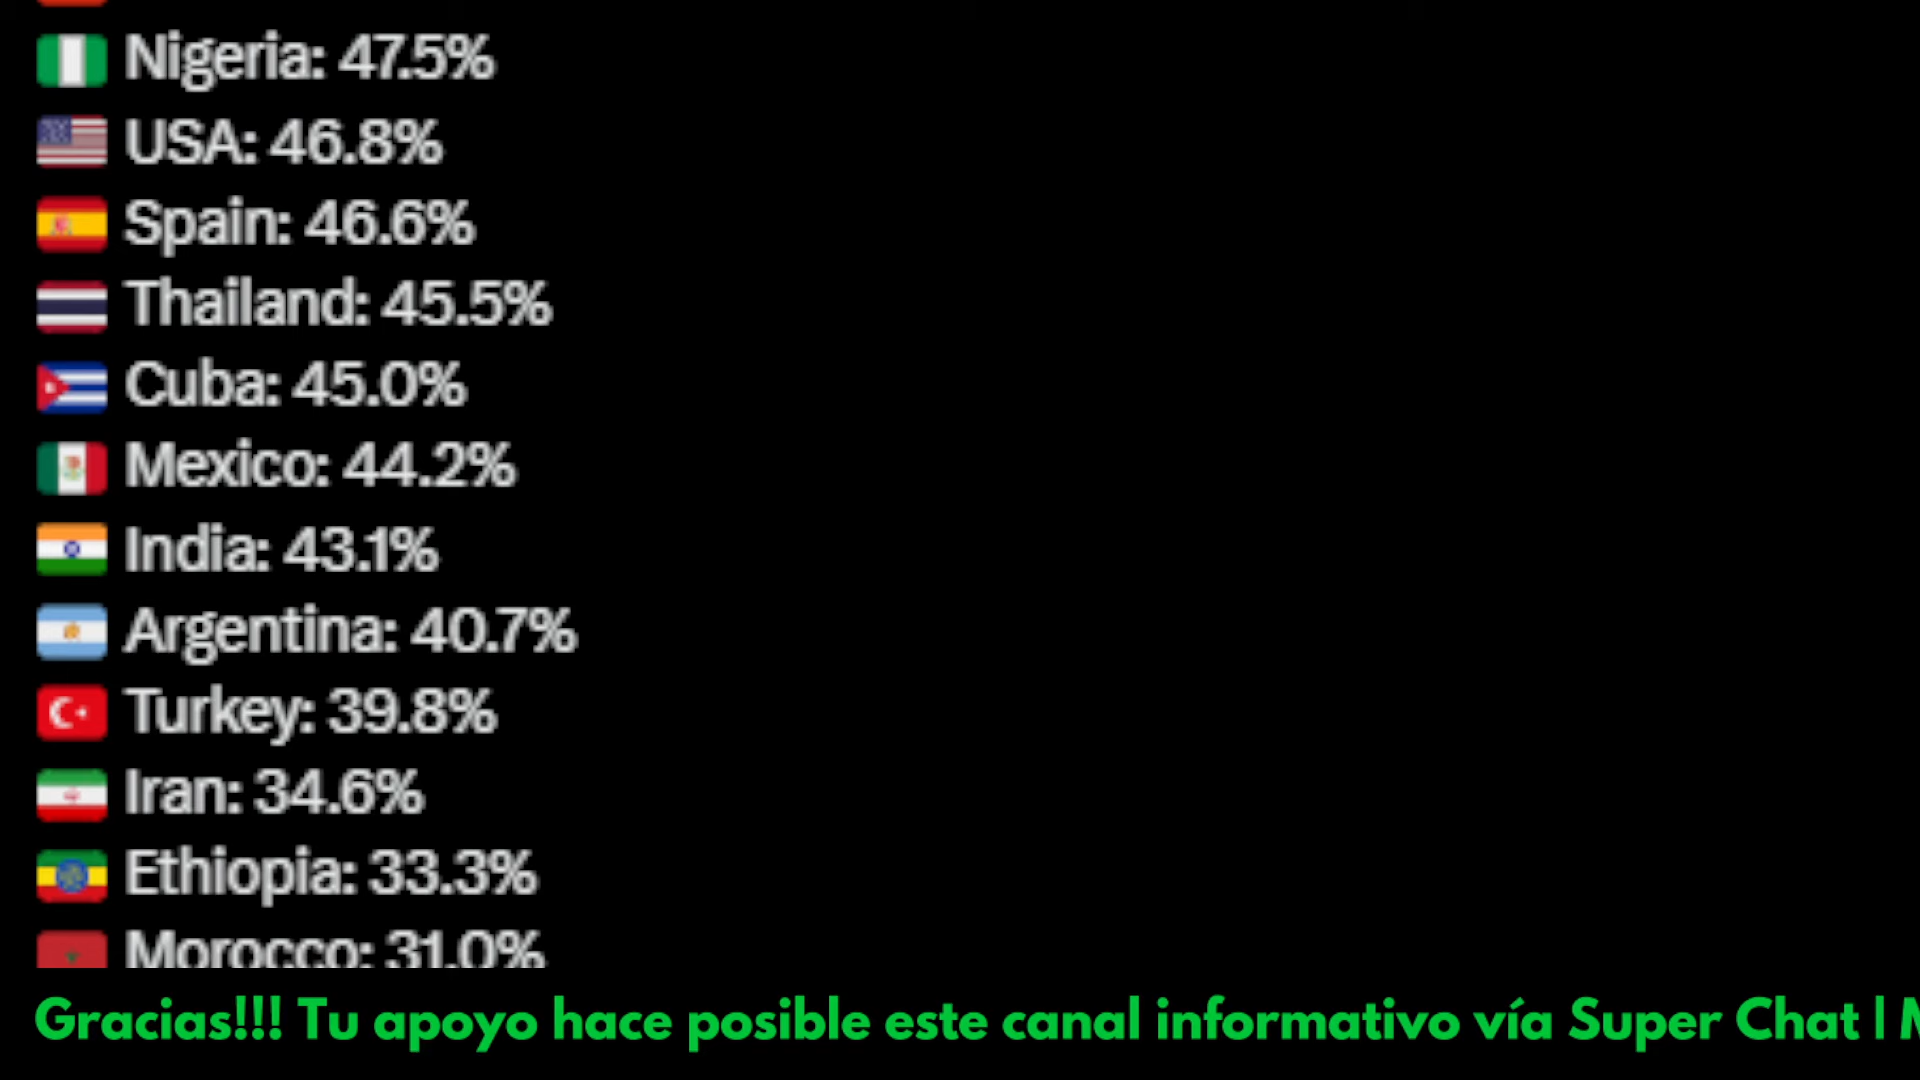 Nigeria: 47.5%
USA: 46.8%
Spain: 46.6%
Thailand: 45.5%
Cuba: 45.0%
Mexico: 44.2%
India: 43.1%
Argentina: 40.7%
Turkey: 39.8%
Iran: 34.6%
Ethiopia: 33.3%
Morocco: 31.0%
Gracias!!! Tu apoyo hace posible este canal informativo vía Super Chat |